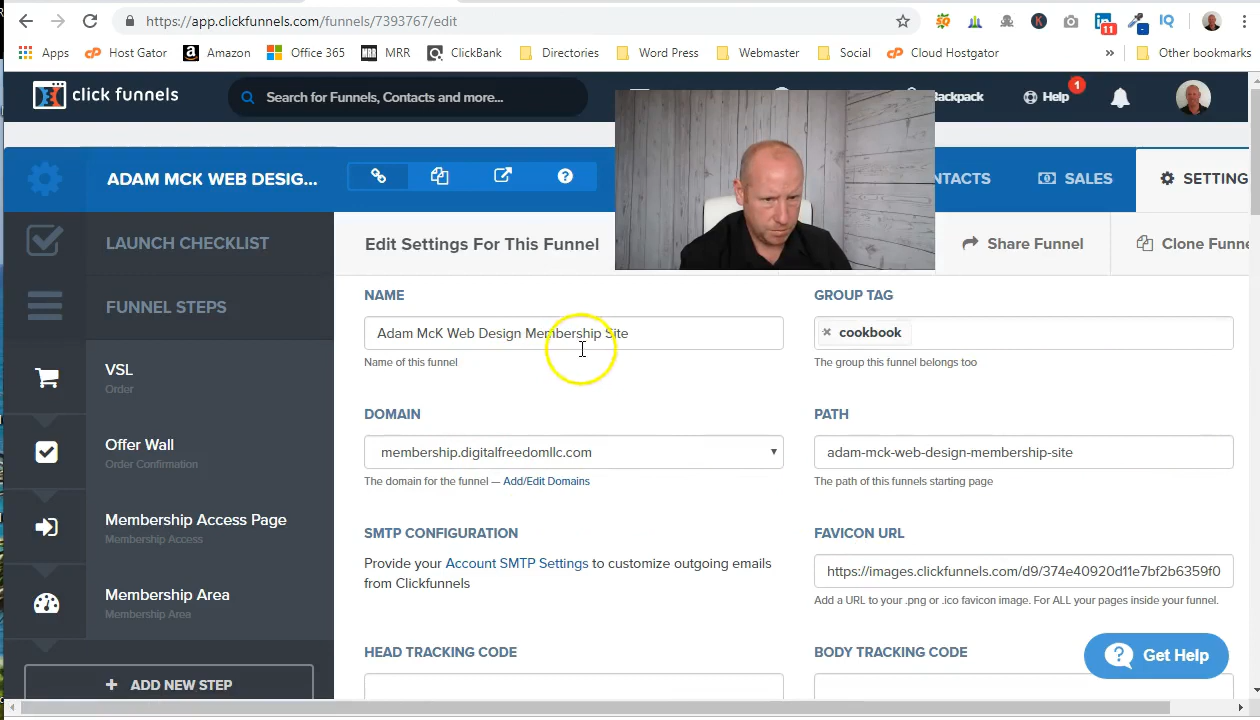 https://app.clickfunnels.com/funnels/7393767/edit
11
IQ
Apps
Host Gator
Amazon
Office 365
MRR
MRR
ClickBank
Directories
Word Press
Webmaster
Social
Cloud Hostgator
»
Other bookmarks
click funnels
Search for Funnels, Contacts and more...
ackpack
Help
1
ADAM MCK WEB DESIG...
NTACTS
SALES
SETTING
LAUNCH CHECKLIST
Edit Settings For This Funnel
Share Funnel
Clone Funne
FUNNEL STEPS
VSL
Order
Offer Wall
Order Confirmation
Membership Access Page
Membership Access
Membership Area
Membership Area
+ ADD NEW STEP
NAME
Adam McK Web Design Membership Site
Name of this funnel
GROUP TAG
× cookbook
The group this funnel belongs too
DOMAIN
membership.digitalfreedomllc.com
The domain for the funnel — Add/Edit Domains
PATH
adam-mck-web-design-membership-site
The path of this funnels starting page
SMTP CONFIGURATION
Provide your Account SMTP Settings to customize outgoing emails
from Clickfunnels
FAVICON URL
https://images.clickfunnels.com/d9/374e40920d11e7bf2b6359f0
Add a URL to your .png or .ico favicon image. For ALL your pages inside your funnel.
HEAD TRACKING CODE
BODY TRACKING CODE
Get Help